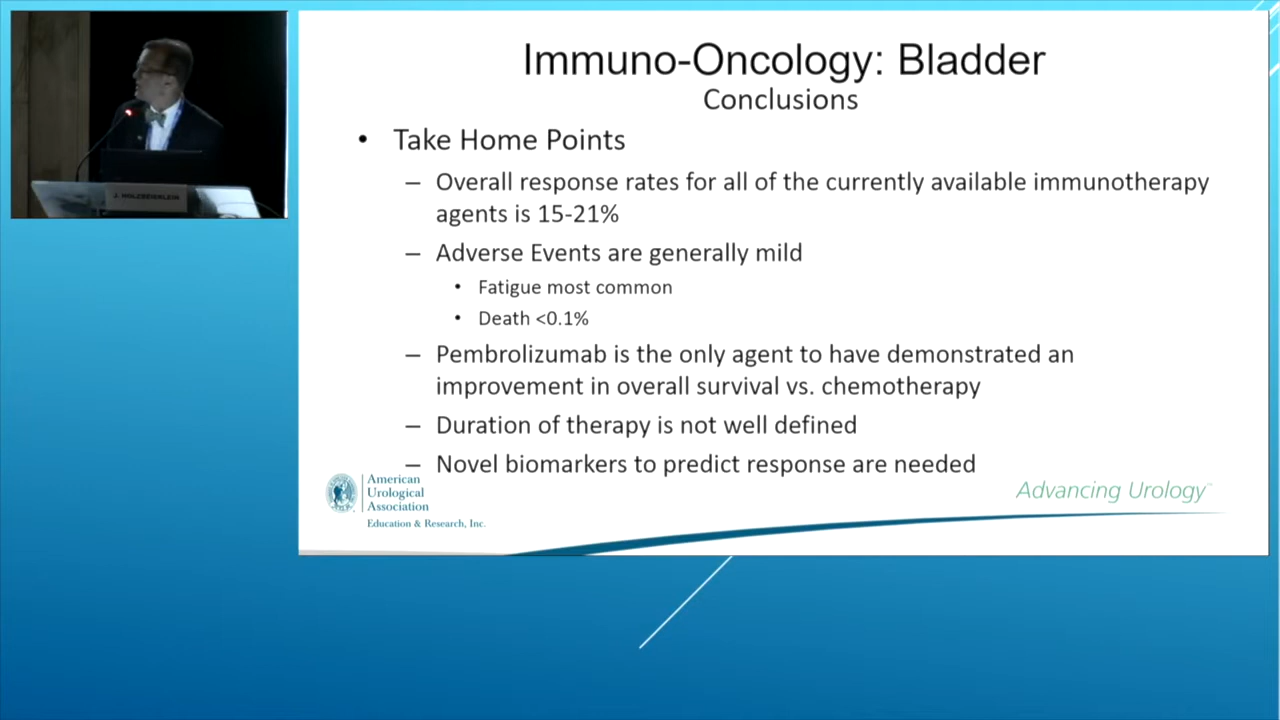 Immuno-Oncology: Bladder
Conclusions
• Take Home Points
– Overall response rates for all of the currently available immunotherapy
agents is 15-21%
– Adverse Events are generally mild
• Fatigue most common
• Death <0.1%
– Pembrolizumab is the only agent to have demonstrated an
improvement in overall survival vs. chemotherapy
– Duration of therapy is not well defined
– Novel biomarkers to predict response are needed
American
Urological
Association
Education & Research, Inc.
Advancing Urology™
J. HOLZBEIERLEIN